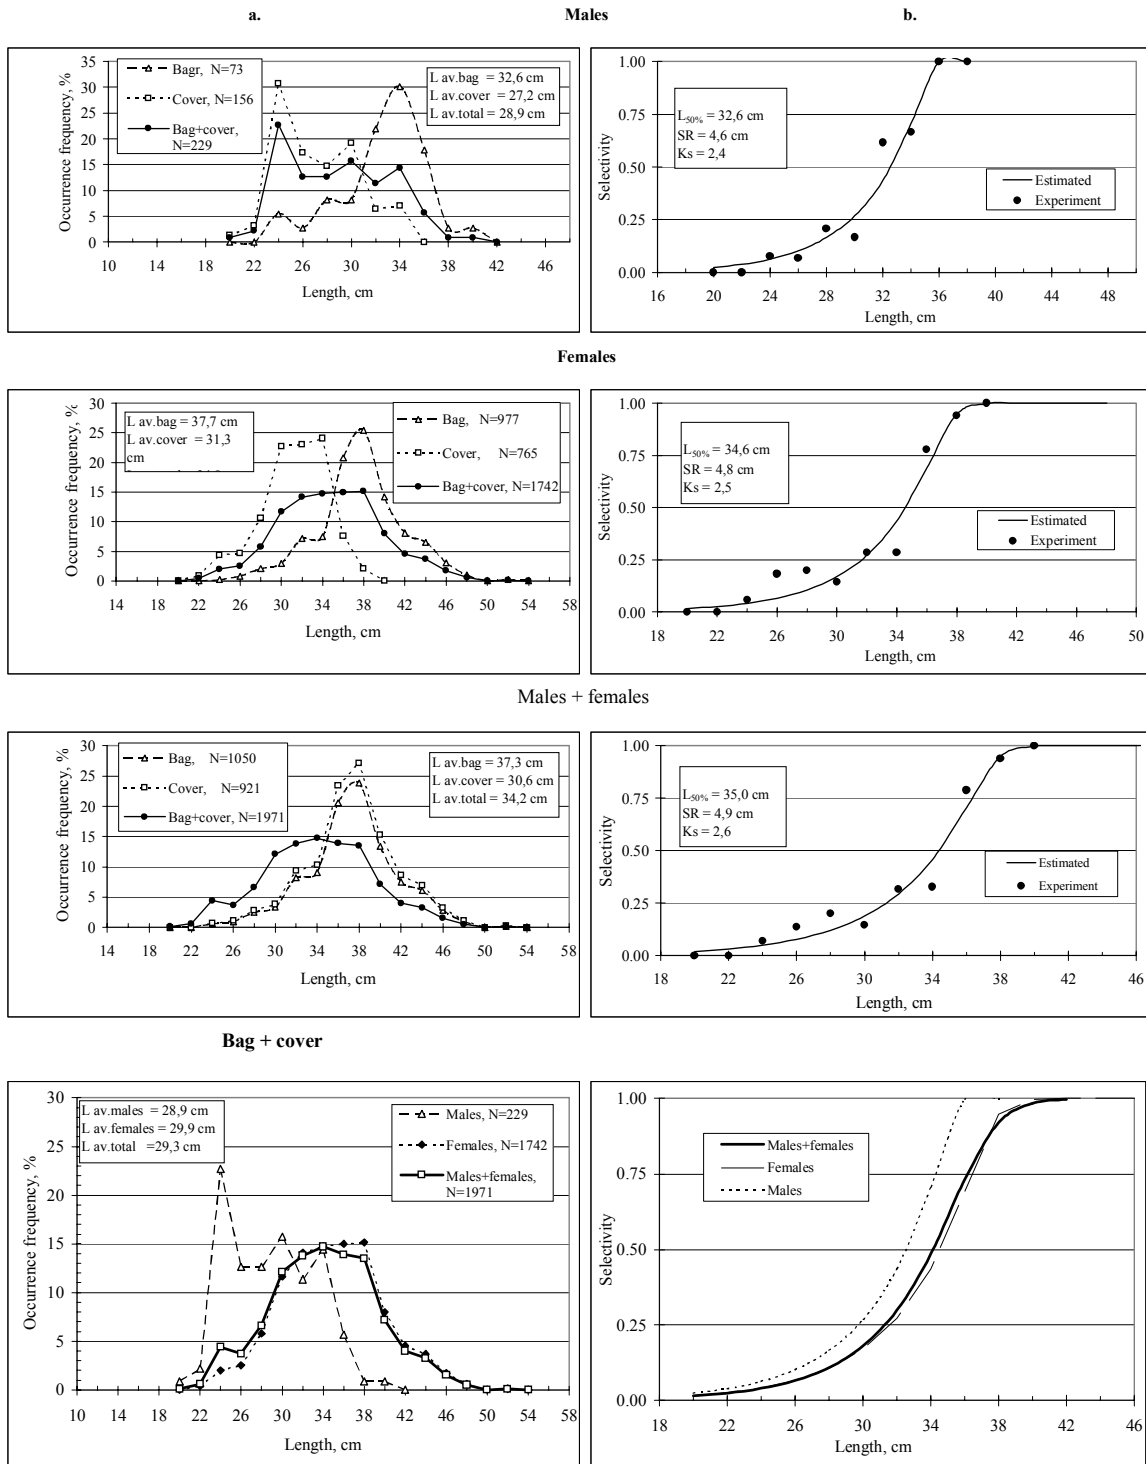 a.
Males
b.
Occurrence frequency, %
35
30
25
20
15
10
5
0
Bagr, N=73
Cover, N=156
Bag+cover,
N=229
L av.bag = 32,6 cm
L av.cover = 27,2 cm
L av.total = 28,9 cm
10 14 18 22 26 30 34 38 42 46
Length, cm
Selectivity
1.00
0.75
0.50
0.25
0.00
L50% = 32,6 cm
SR = 4,6 cm
Ks = 2,4
Estimated
Experiment
16 20 24 28 32 36 40 44 48
Length, cm
Females
Occurrence frequency, %
30
25
20
15
10
5
0
L av.bag = 37,7 cm
L av.cover = 31,3
cm
Bag, N=977
Cover, N=765
Bag+cover, N=1742
14 18 22 26 30 34 38 42 46 50 54 58
Length, cm
Selectivity
1.00
0.75
0.50
0.25
0.00
L50% = 34,6 cm
SR = 4,8 cm
Ks = 2,5
Estimated
Experiment
18 22 26 30 34 38 42 46 50
Length, cm
Males + females
Occurrence frequency, %
30
25
20
15
10
5
0
Bag, N=1050
Cover, N=921
Bag+cover, N=1971
L av.bag = 37,3 cm
L av.cover = 30,6 cm
L av.total = 34,2 cm
14 18 22 26 30 34 38 42 46 50 54 58
Length, cm
Selectivity
1.00
0.75
0.50
0.25
0.00
L50% = 35,0 cm
SR = 4,9 cm
Ks = 2,6
Estimated
Experiment
18 22 26 30 34 38 42 46
Length, cm
Bag + cover
Occurrence frequency, %
30
25
20
15
10
5
0
L av.males = 28,9 cm
L av.females = 29,9 cm
L av.total =29,3 cm
Males, N=229
Females, N=1742
Males+females,
N=1971
10 14 18 22 26 30 34 38 42 46 50 54 58
Length, cm
Selectivity
1.00
0.75
0.50
0.25
0.00
Males+females
Females
Males
18 22 26 30 34 38 42 46
Length, cm